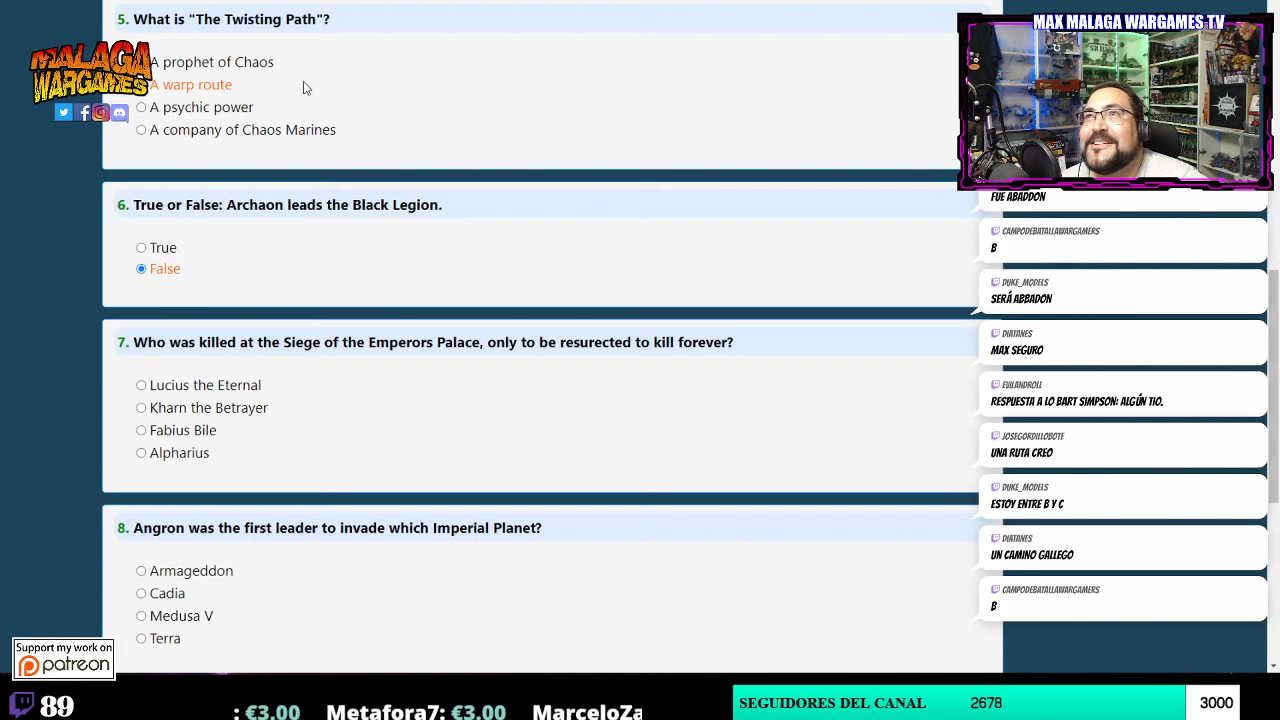 5. What is "The Twisting Path"?
A prophet of Chaos
A warp route
A psychic power
A company of Chaos Marines
6. True or False: Archaon leads the Black Legion.
True
False
7. Who was killed at the Siege of the Emperors Palace, only to be resurected to kill forever?
Lucius the Eternal
Kharn the Betrayer
Fabius Bile
Alpharius
8. Angron was the first leader to invade which Imperial Planet?
Armageddon
Cadia
Medusa V
Terra
MALAGA
WARGAMES
MAX MALAGA WARGAMES TV
FUE ABADDON
CAMPODEBATALLAWARGAMERS
B
DUKE_MODELS
SERÁ ABBADON
DIATANES
MAX SEGURO
EVILANDROLL
RESPUESTA A LO BART SIMPSON: ALGÚN TIO.
JOSEGORDILLOBOTE
UNA RUTA CREO
DUKE_MODELS
ESTOY ENTRE B Y C
DIATANES
UN CAMINO GALLEGO
CAMPODEBATALLAWARGAMERS
B
Support my work on
patreon
89
: €3.00 Metafora7: €3.00 MarceloZa
SEGUIDORES DEL CANAL 2678 3000